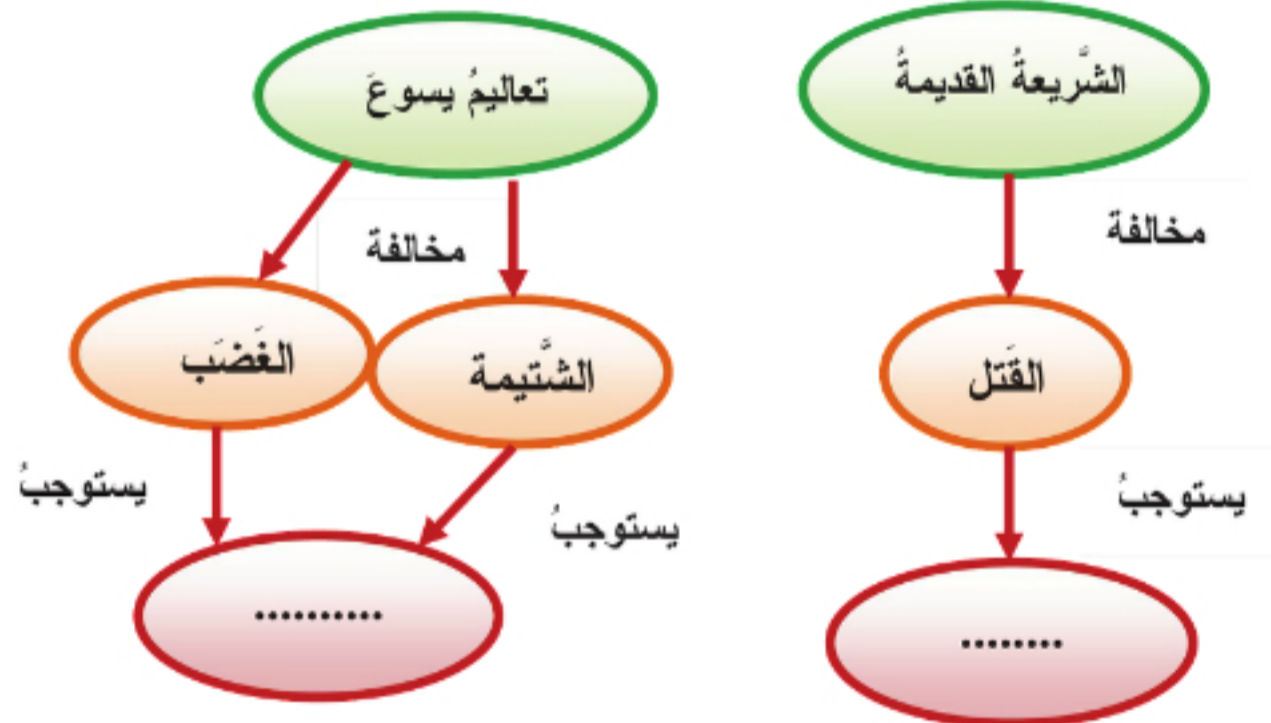 الشَّريعةُ القديمةُ
مخالفة
القَتل
يستوجبُ
........
تعاليمُ يسوعَ
مخالفة
الشَّتيمة
الغَضَب
يستوجبُ
يستوجبُ
...........